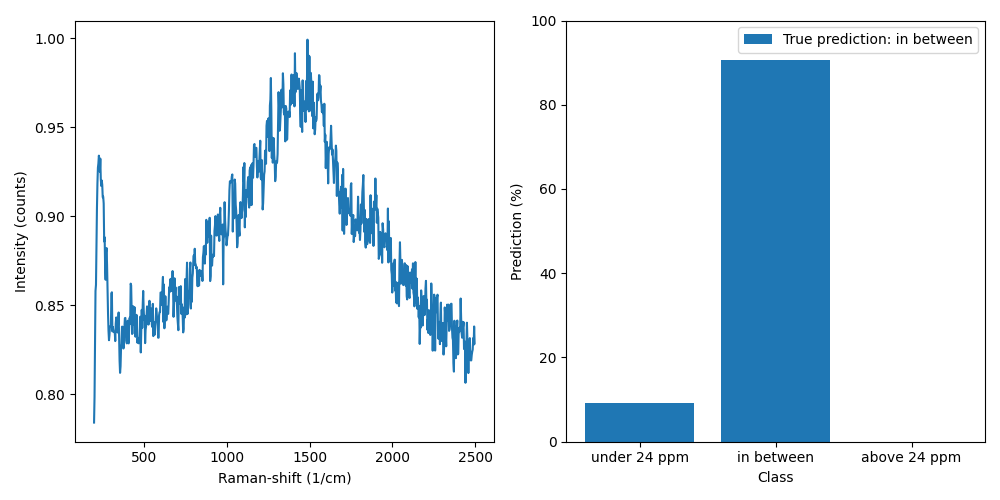 1.00
0.95
0.90
0.85
0.80
Intensity (counts)
500 1000 1500 2000 2500
Raman-shift (1/cm)
100
80
60
40
20
0
Prediction (%)
True prediction: in between
under 24 ppm in between above 24 ppm
Class